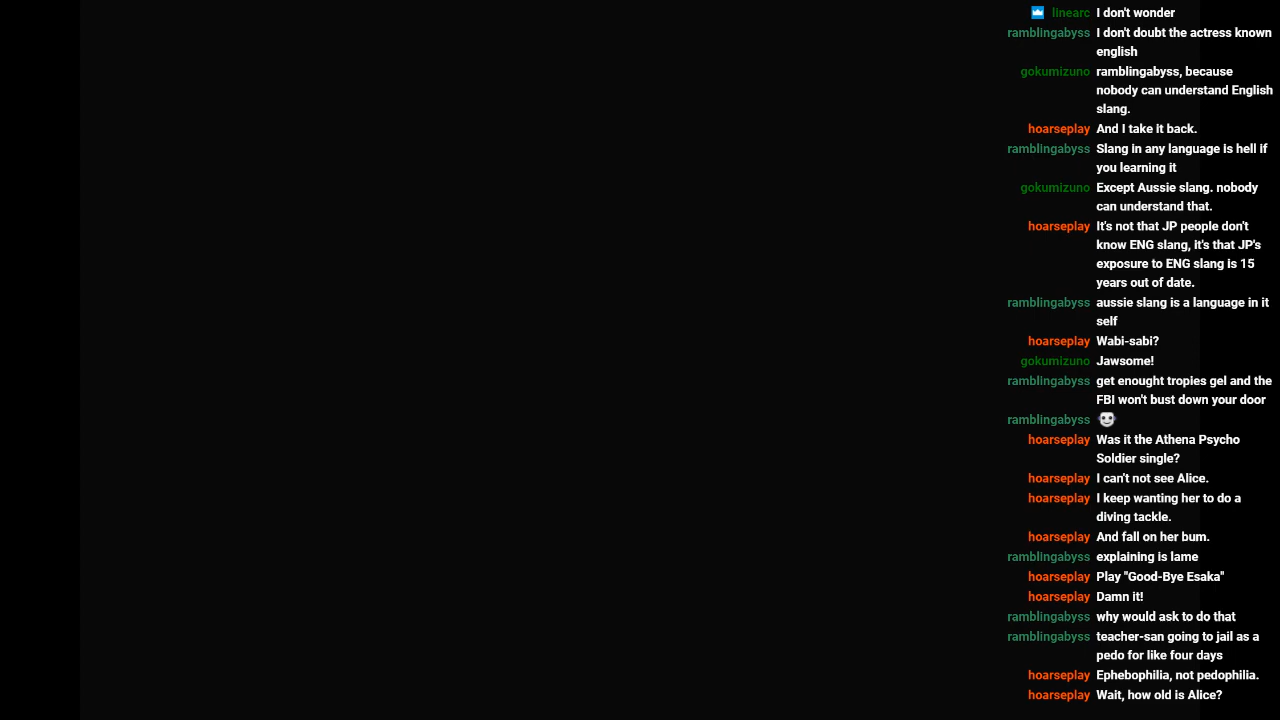 linearc I don't wonder
ramblingabyss I don't doubt the actress known
english
gokumizuno ramblingabyss, because
nobody can understand English
slang.
hoarseplay And I take it back.
ramblingabyss Slang in any language is hell if
you learning it
gokumizuno Except Aussie slang. nobody
can understand that.
hoarseplay It's not that JP people don't
know ENG slang, it's that JP's
exposure to ENG slang is 15
years out of date.
ramblingabyss aussie slang is a language in it
self
hoarseplay Wabi-sabi?
gokumizuno Jawsome!
ramblingabyss get enought tropies gel and the
FBI won't bust down your door
ramblingabyss
hoarseplay Was it the Athena Psycho
Soldier single?
hoarseplay I can't not see Alice.
hoarseplay I keep wanting her to do a
diving tackle.
hoarseplay And fall on her bum.
ramblingabyss explaining is lame
hoarseplay Play "Good-Bye Esaka"
hoarseplay Damn it!
ramblingabyss why would ask to do that
ramblingabyss teacher-san going to jail as a
pedo for like four days
hoarseplay Ephebophilia, not pedophilia.
hoarseplay Wait, how old is Alice?